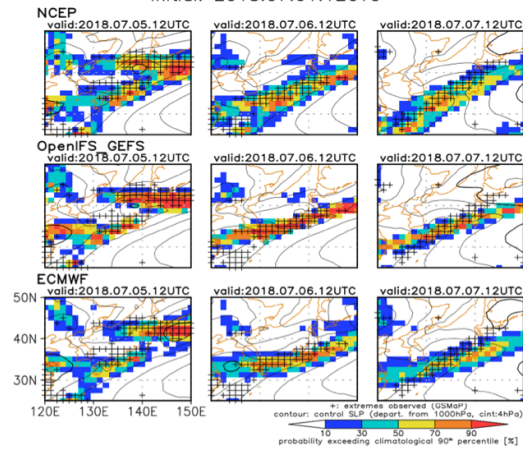 NCEP
valid:2018.07.05.12UTC valid:2018.07.06.12UTC valid:2018.07.07.12UTC
OpenIFS_GEFS
valid:2018.07.05.12UTC valid:2018.07.06.12UTC valid:2018.07.07.12UTC
ECMWF
valid:2018.07.05.12UTC valid:2018.07.06.12UTC valid:2018.07.07.12UTC
50N
40N
30N
120E 130E 140E 150E
+: extremes observed (GSMaP)
contour: control SLP (depart. from 1000hPa, cint:4hPa)
10 30 50 70 90
probability exceeding climatological 90th percentile [%]